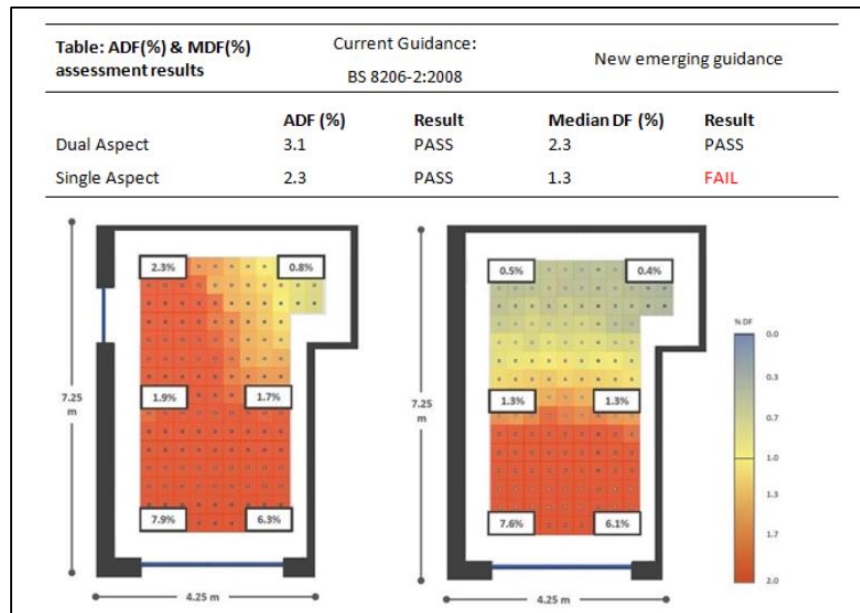 Table: ADF(%) & MDF(%) assessment results
Current Guidance:
BS 8206-2:2008
New emerging guidance
ADF (%) Result Median DF (%) Result
Dual Aspect 3.1 PASS 2.3 PASS
Single Aspect 2.3 PASS 1.3 FAIL
2.3% 0.8%
7.25 m
1.9% 1.7%
7.9% 6.3%
4.25 m
0.5% 0.4%
7.25 m
1.3% 1.3%
7.6% 6.1%
4.25 m
% DF
0.0
0.3
0.7
1.0
1.3
1.7
2.0